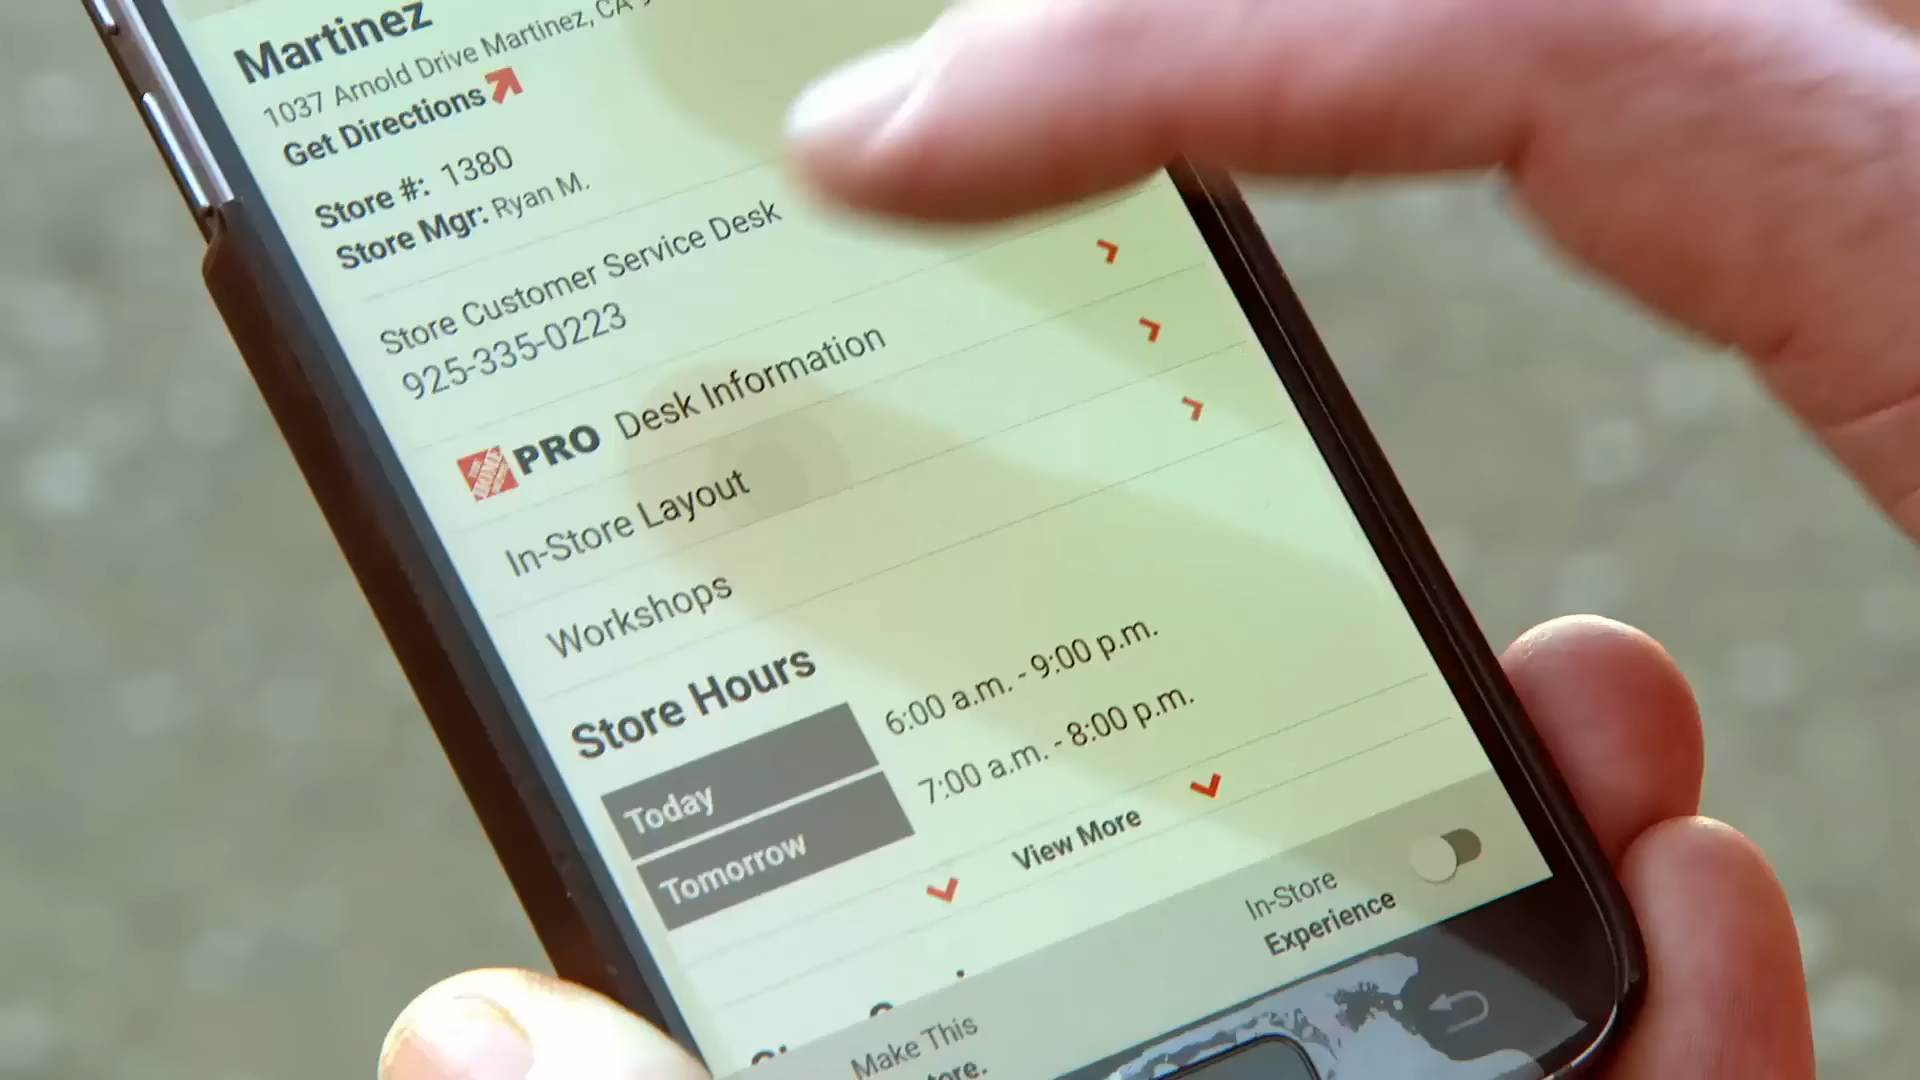 Martinez
1037 Arnold Drive Martinez, CA
Get Directions
Store #: 1380
Store Mgr: Ryan M.
Store Customer Service Desk
925-335-0223
PRO Desk Information
In-Store Layout
Workshops
Store Hours
Today 6:00 a.m. - 9:00 p.m.
Tomorrow 7:00 a.m. - 8:00 p.m.
View More
In-Store
Experience
Make This